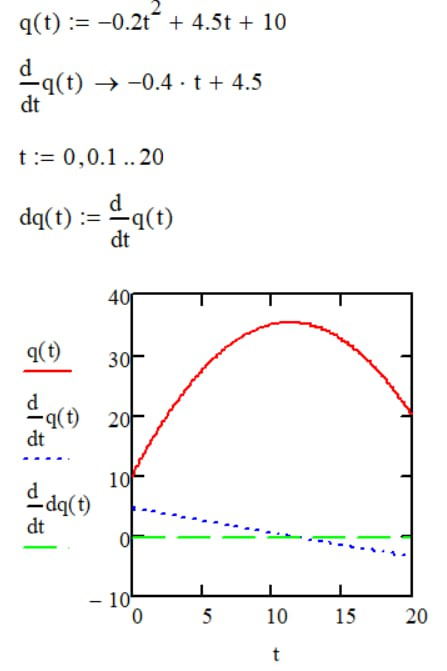 q(t) := −0.2t² + 4.5t + 10
d/dt q(t) → −0.4 · t + 4.5
t := 0,0.1 .. 20
dq(t) := d/dt q(t)
40
30
20
10
0
− 10
q(t)
d/dt q(t)
d/dt dq(t)
0 5 10 15 20
t